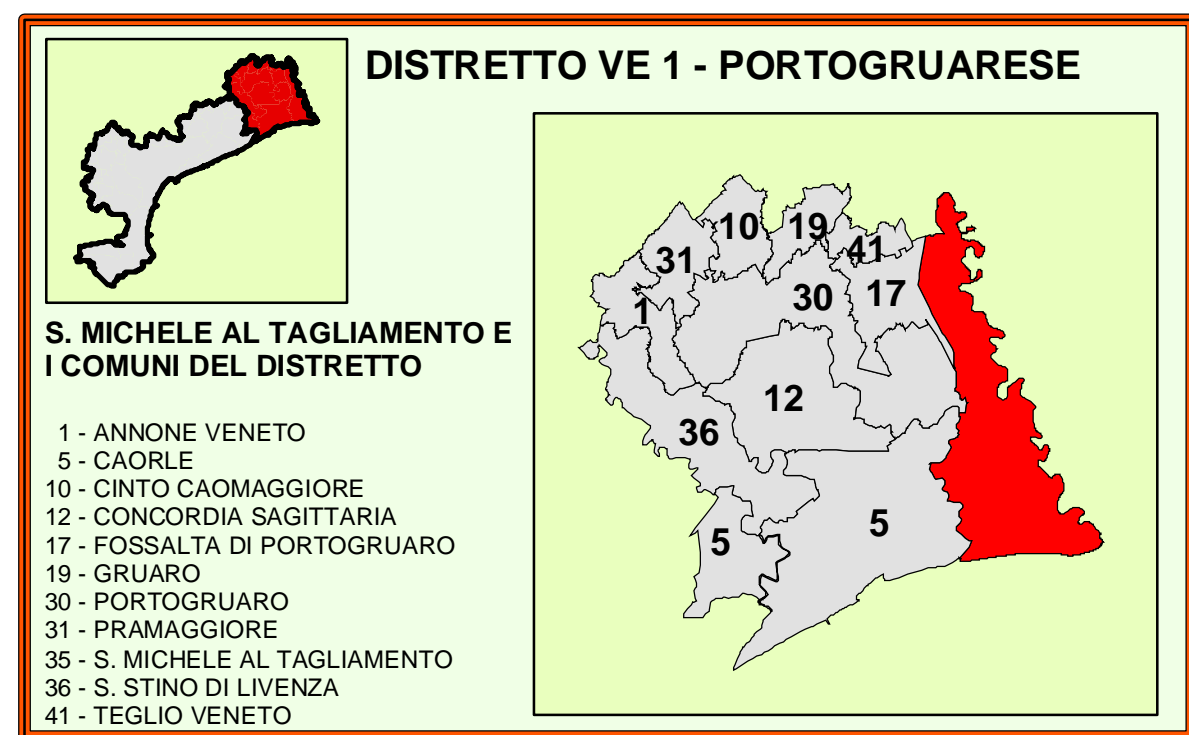 DISTRETTO VE 1 - PORTOGRUARESE
S. MICHELE AL TAGLIAMENTO E
I COMUNI DEL DISTRETTO
1 - ANNONE VENETO
5 - CAORLE
10 - CINTO CAOMAGGIORE
12 - CONCORDIA SAGITTARIA
17 - FOSSALTA DI PORTOGRUARO
19 - GRUARO
30 - PORTOGRUARO
31 - PRAMAGGIORE
35 - S. MICHELE AL TAGLIAMENTO
36 - S. STINO DI LIVENZA
41 - TEGLIO VENETO
10
19
41
31
30
17
1
12
36
5
5